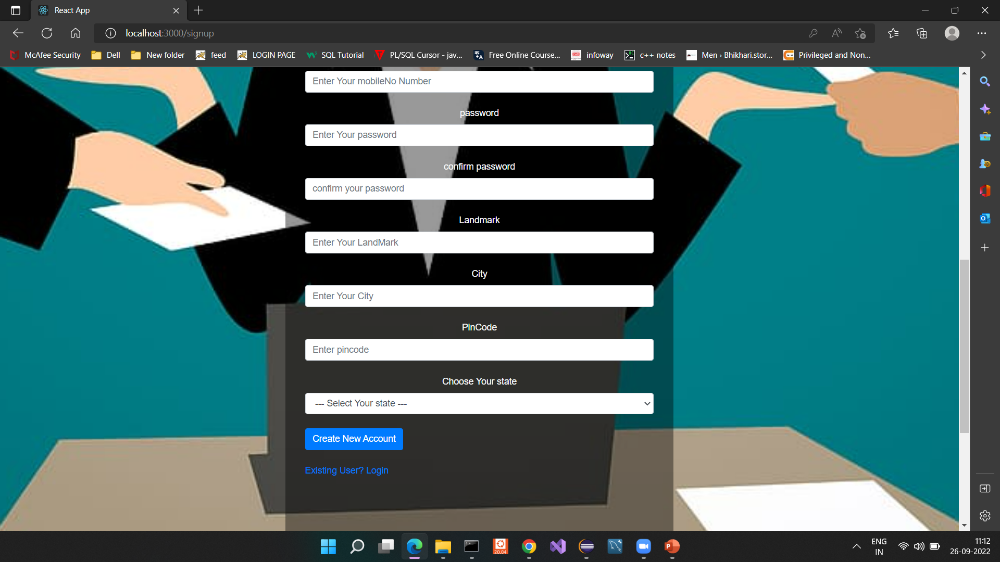 React App
localhost:3000/signup
McAfee Security
Dell
New folder
feed
LOGIN PAGE
SQL Tutorial
PL/SQL Cursor - jav...
Free Online Course...
infoway
c++ notes
Men › Bhikhari.stor...
Privileged and Non...
Enter Your mobileNo Number
password
Enter Your password
confirm password
confirm your password
Landmark
Enter Your LandMark
City
Enter Your City
PinCode
Enter pincode
Choose Your state
--- Select Your state ---
Create New Account
Existing User? Login
20.04
ENG
IN
11:12
26-09-2022